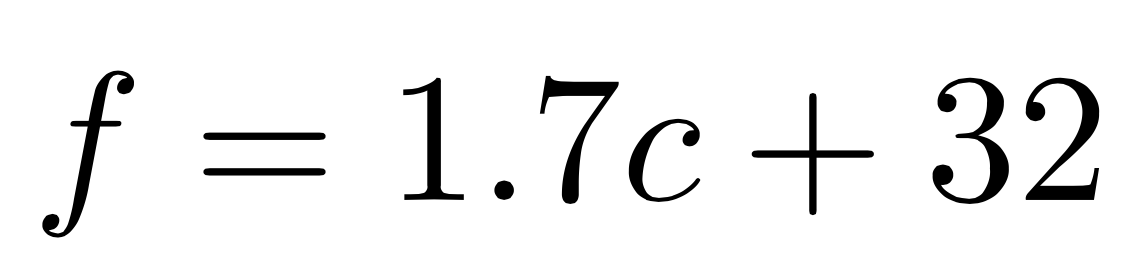 f = 1.7c + 32